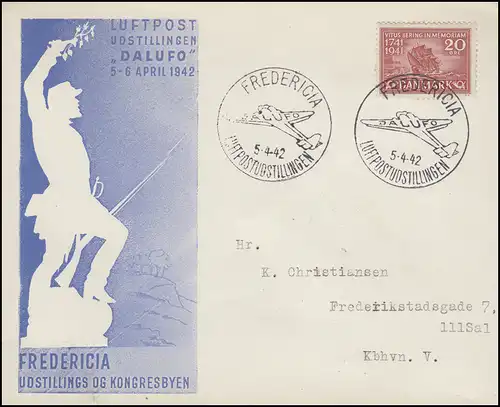 LUFTPOST
UDSTILLINGEN
„DALUFO"
5-6 APRIL 1942
FREDERICIA
UDSTILLINGS OG KONGRESBYEN
FREDERICIA
DALUFO
5-4-42
LUFTPOSTUDSTILLINGEN
VITUS BERING IN MEMORIAM
1741
1941
20
ØRE
DANMARK
FREDERICIA
DALUFO
5-4-42
LUFTPOSTUDSTILLINGEN
Hr.
K. Christiansen
Frederikstadsgade 7,
111Sal
Kbhvn. V.